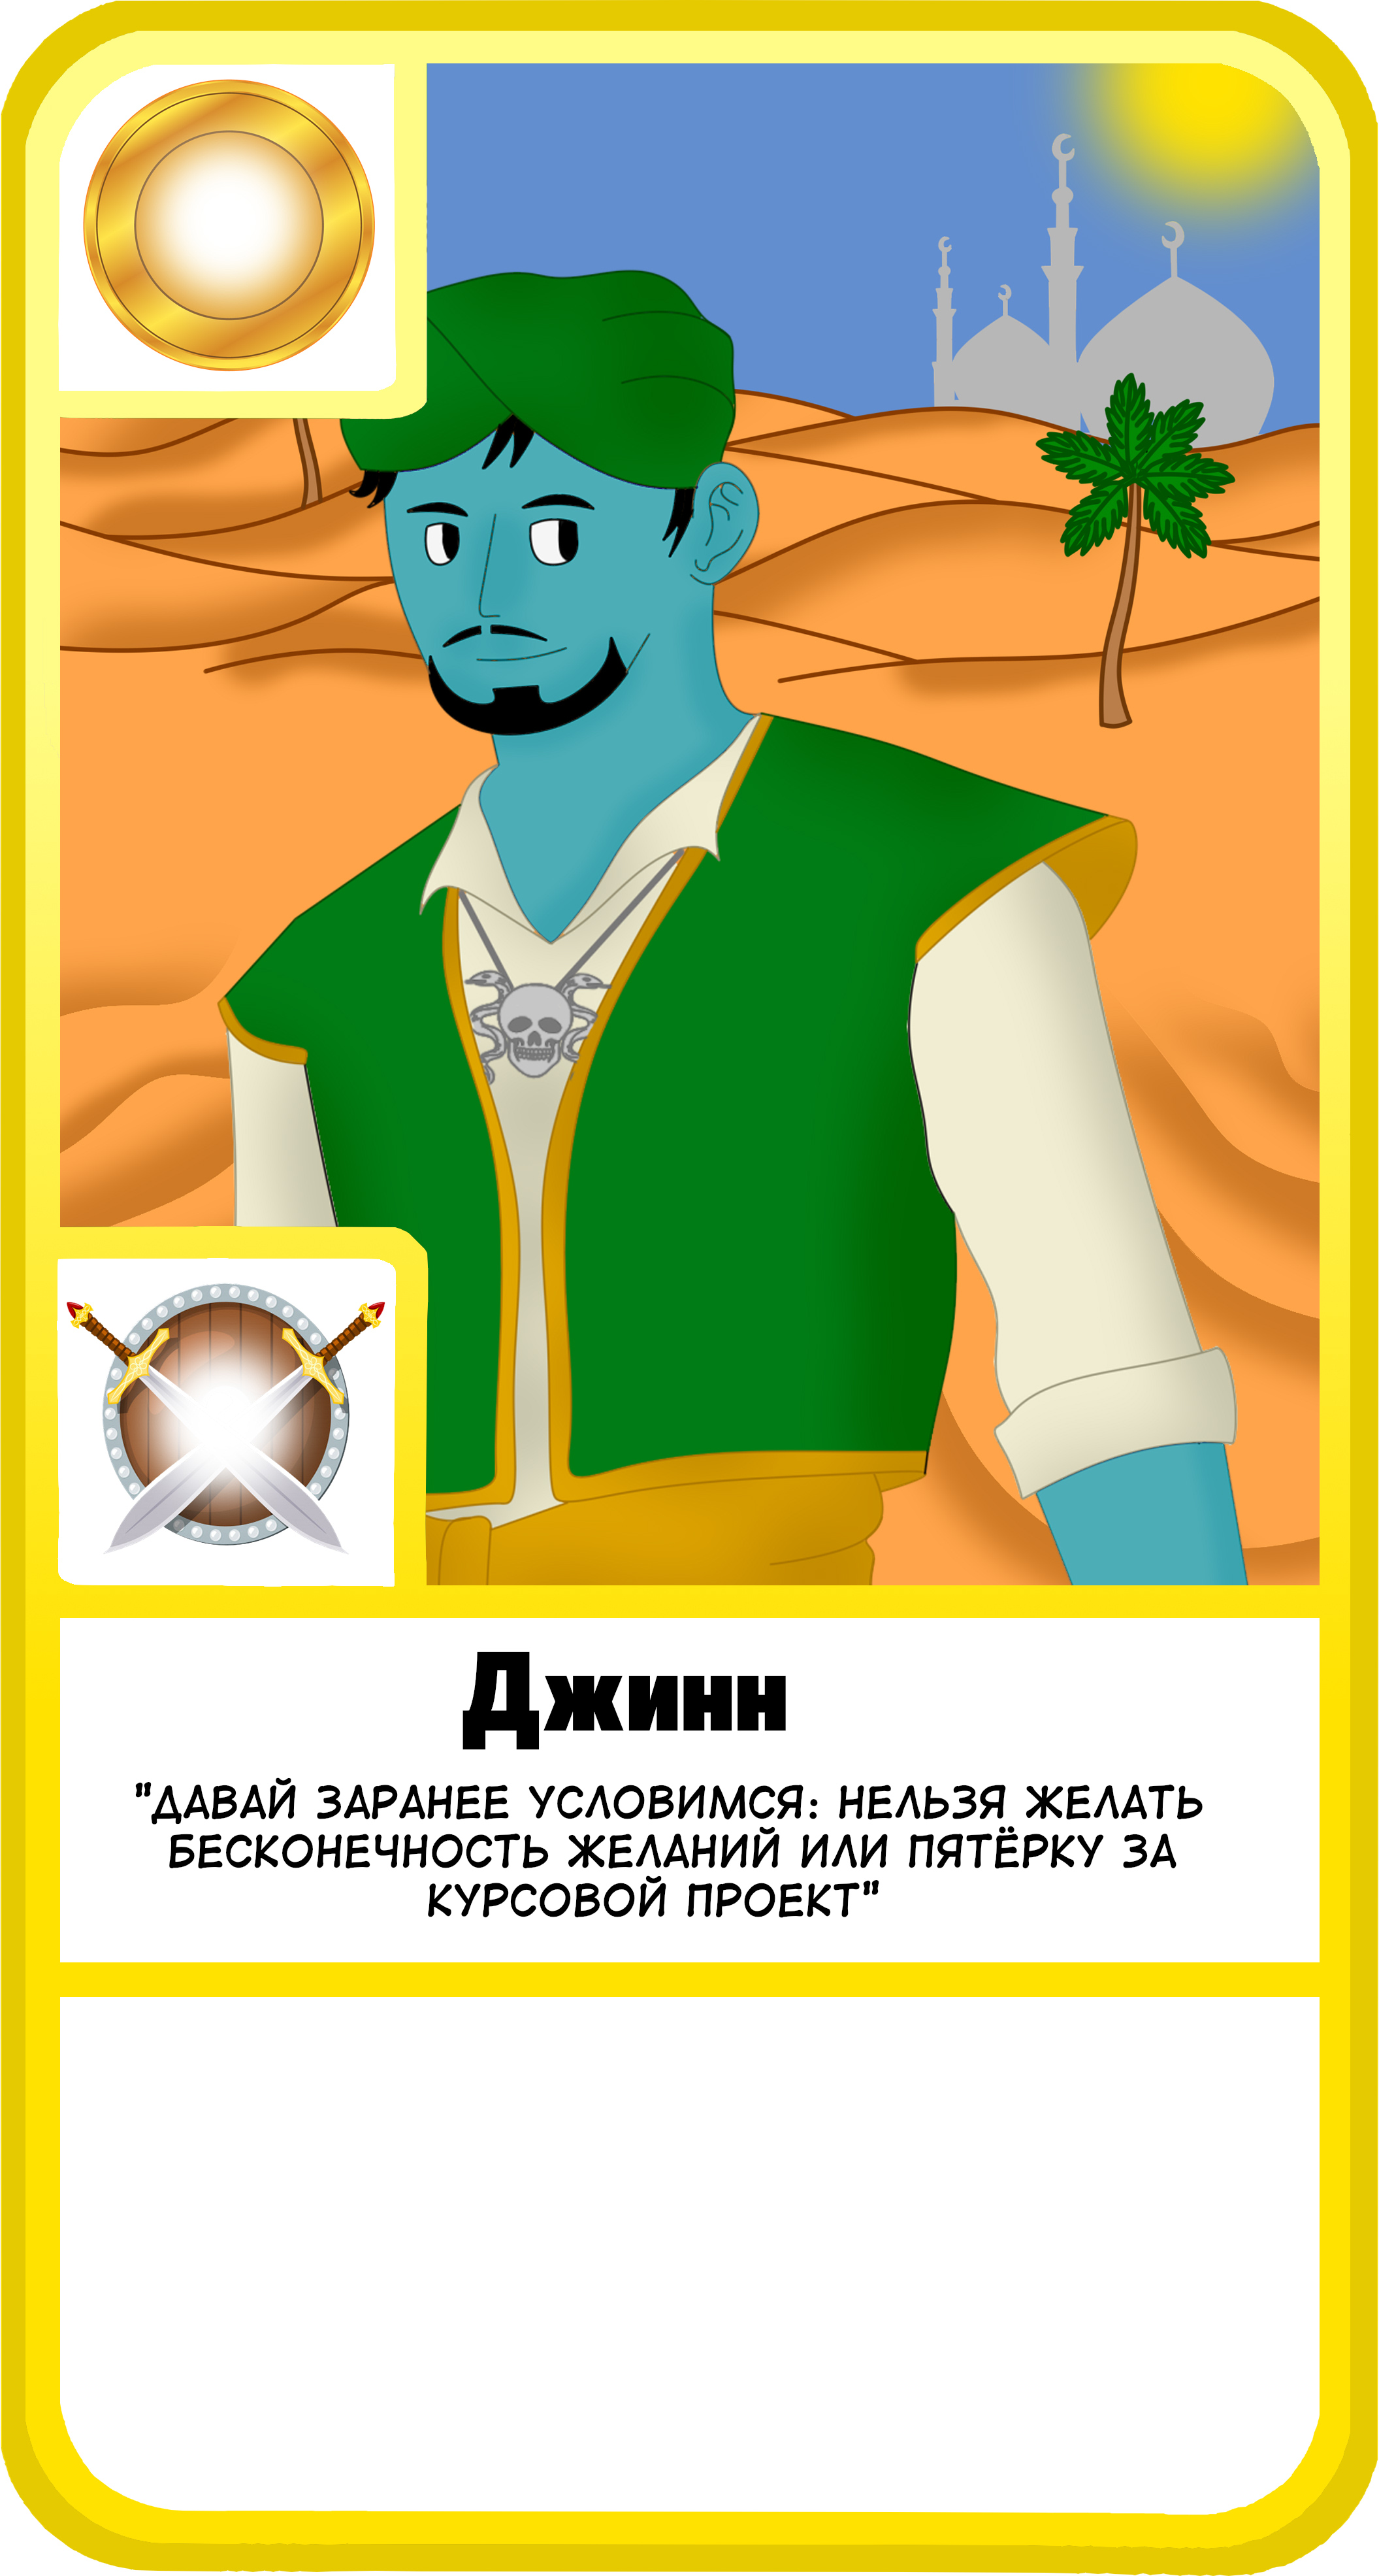 Джинн
"ДАВАЙ ЗАРАНЕЕ УСЛОВИМСЯ: НЕЛЬЗЯ ЖЕЛАТЬ
БЕСКОНЕЧНОСТЬ ЖЕЛАНИЙ ИЛИ ПЯТЁРКУ ЗА
КУРСОВОЙ ПРОЕКТ"